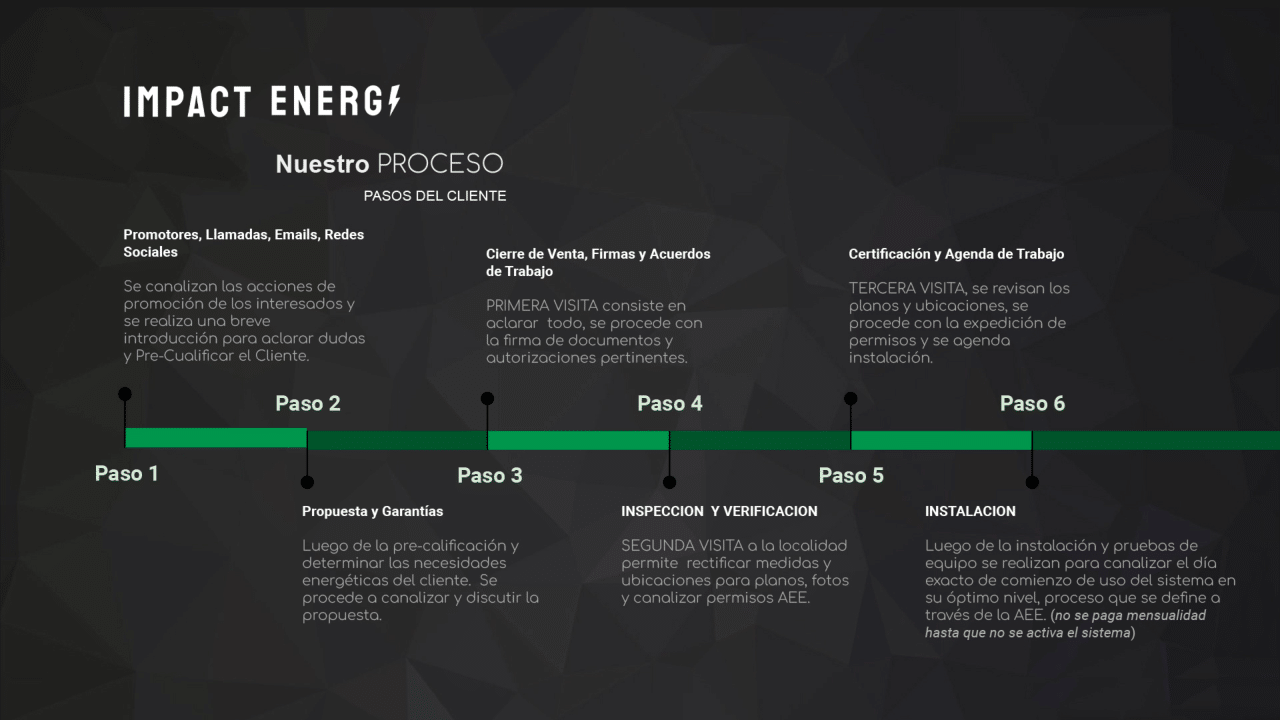 IMPACT ENERG
Nuestro PROCESO
PASOS DEL CLIENTE
Promotores, Llamadas, Emails, Redes
Sociales
Se canalizan las acciones de
promoción de los interesados y
se realiza una breve
introducción para aclarar dudas
y Pre-Cualificar el Cliente.
Cierre de Venta, Firmas y Acuerdos
de Trabajo
PRIMERA VISITA consiste en
aclarar  todo, se procede con
la firma de documentos y
autorizaciones pertinentes.
Certificación y Agenda de Trabajo
TERCERA VISITA, se revisan los
planos y ubicaciones, se
procede con la expedición de
permisos y se agenda
instalación.
Paso 2
Paso 4
Paso 6
Paso 1
Paso 3
Paso 5
Propuesta y Garantías
Luego de la pre-calificación y
determinar las necesidades
energéticas del cliente.  Se
procede a canalizar y discutir la
propuesta.
INSPECCION  Y VERIFICACION
SEGUNDA VISITA a la localidad
permite  rectificar medidas y
ubicaciones para planos, fotos
y canalizar permisos AEE.
INSTALACION
Luego de la instalación y pruebas de
equipo se realizan para canalizar el día
exacto de comienzo de uso del sistema en
su óptimo nivel, proceso que se define a
través de la AEE. (no se paga mensualidad
hasta que no se activa el sistema)